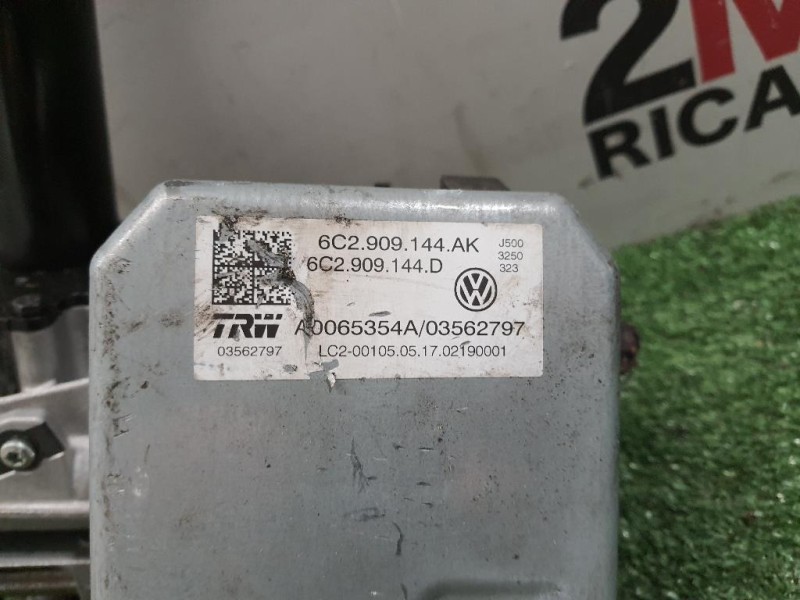 2M
RICA
6C2.909.144.AK
J500
6C2.909.144.D
3250
323
TRW
A0065354A/03562797
03562797
LC2-00105.05.17.02190001